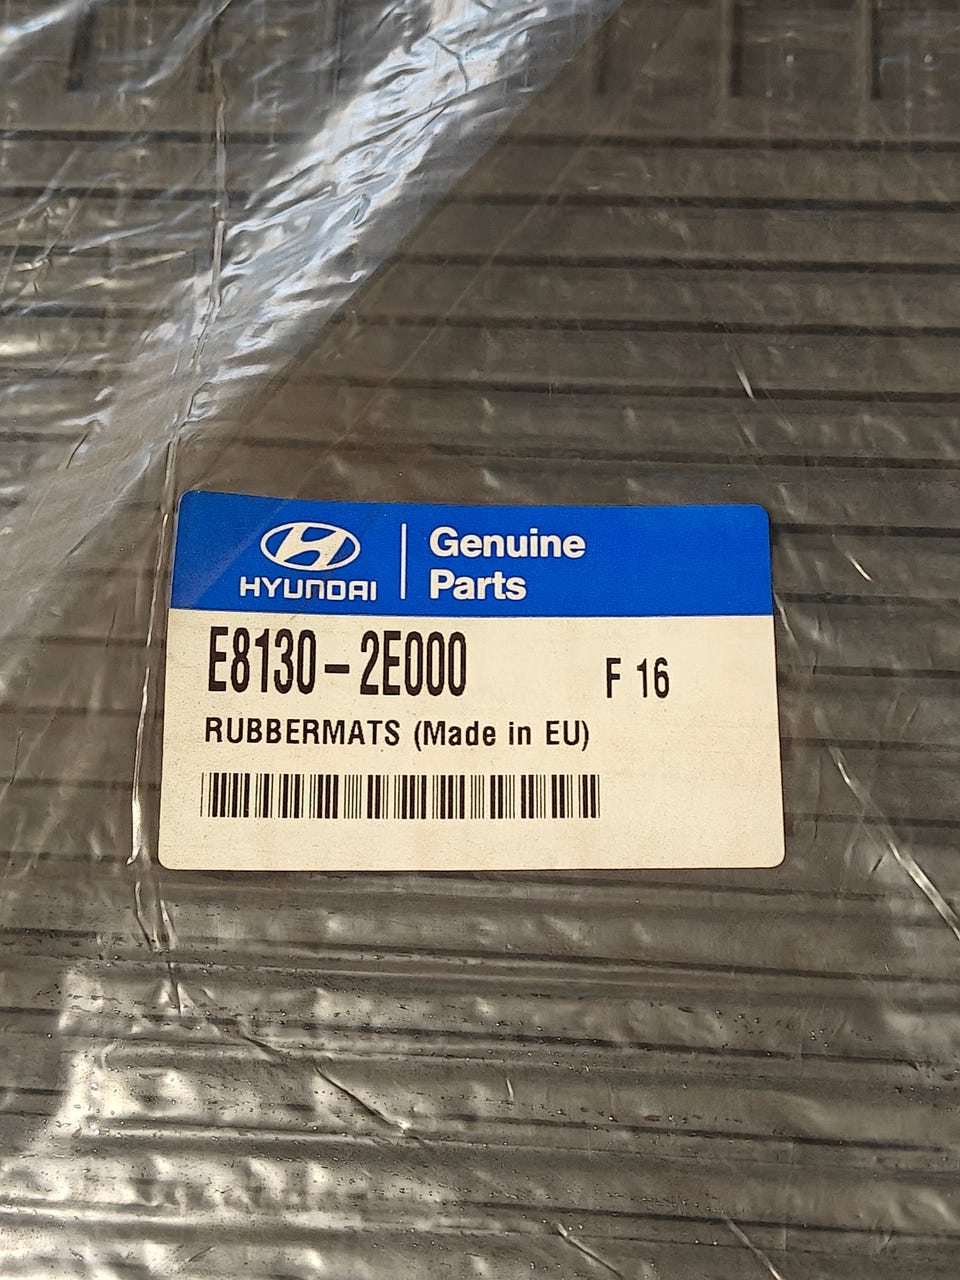 HYUNDAI
Genuine
Parts
E8130-2E000 F 16
RUBBERMATS (Made in EU)